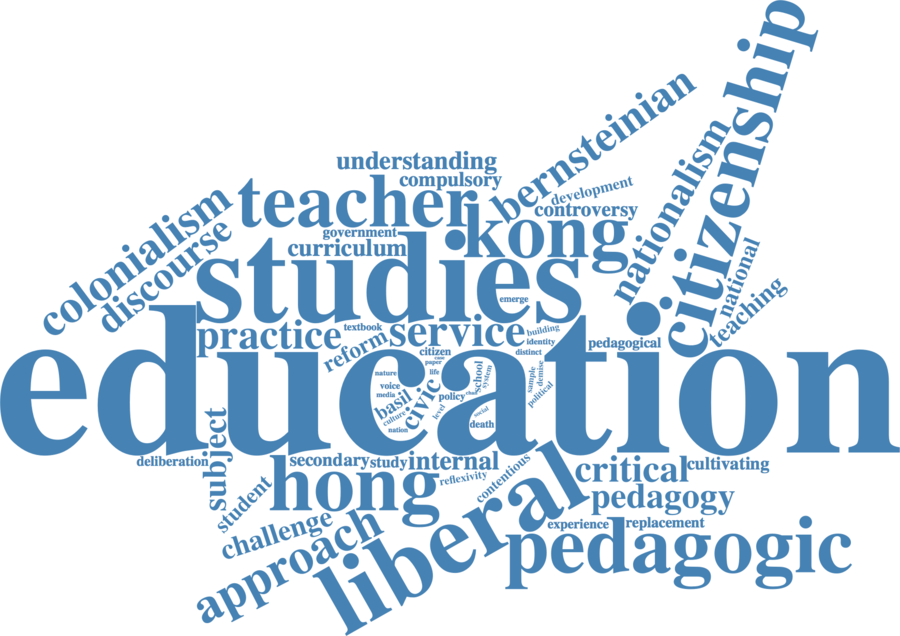 citizenship
bernsteinian
nationalism
understanding
compulsory
teacher
development
controversy
kong
colonialism
discourse
government
curriculum
studies
national
teaching
emerge
practice
textbook
service
building
identity
distinct
pedagogical
reform
citizen
case
paper
education
nature
life
voice
media
basil
culture
nation
civic
level
policy
school
system
social
death
sample
demise
political
deliberation
subject
secondary
study
internal
critical
cultivating
student
hong
reflexivity
contentious
liberal
pedagogy
challenge
approach
experience
replacement
pedagogic